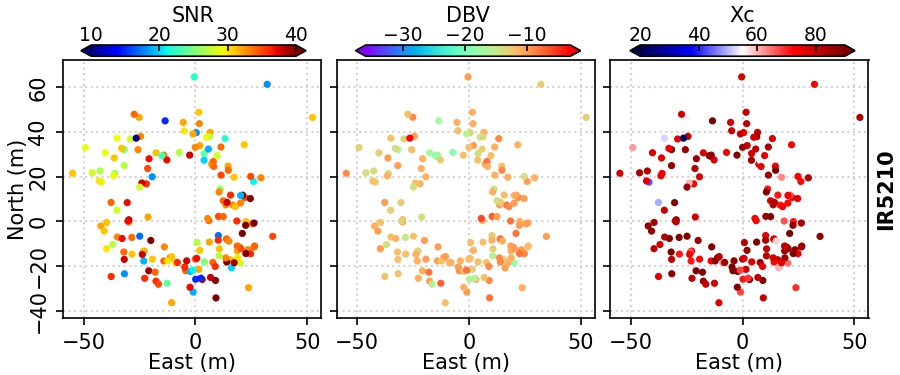 SNR DBV Xc
10 20 30 40 −30 −20 −10 20 40 60 80
60
40
20
0
−20
−40
North (m)
IR5210
−50 0 50 −50 0 50 −50 0 50
East (m) East (m) East (m)